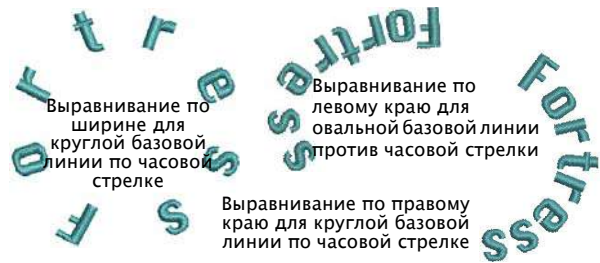 Fortress
Выравнивание по
ширине для
круглой базовой
линии по часовой
стрелке
Fortress
Выравнивание по
левому краю для
овальной базовой линии
против часовой стрелки
Fortress
Выравнивание по правому
краю для круглой базовой
линии по часовой стрелке